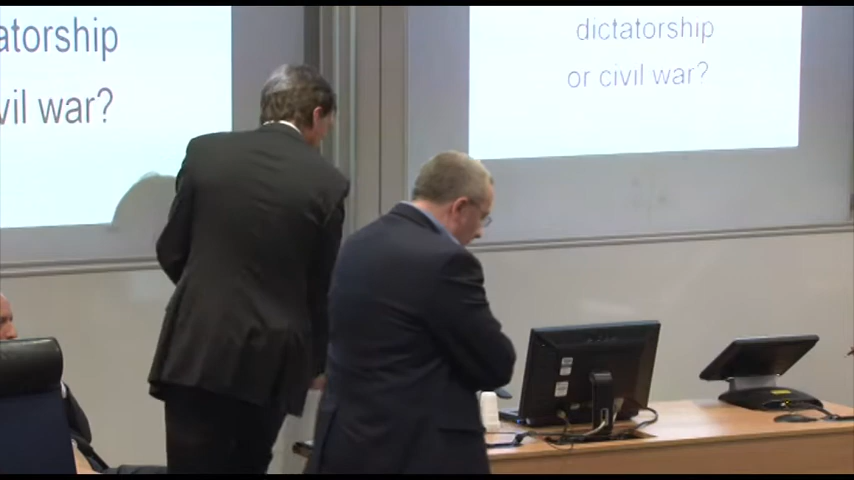 atorship
vil war?
dictatorship
or civil war?